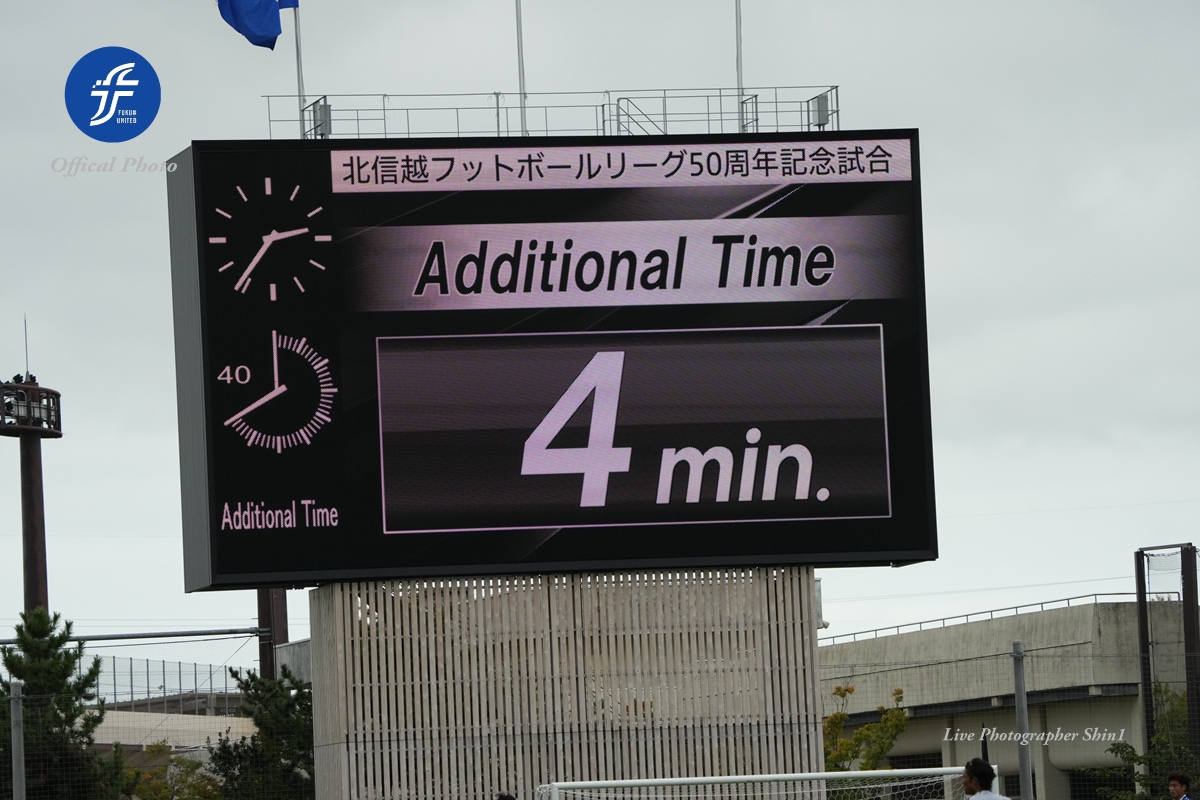 FUKUI
UNITED
Offical Photo
北信越フットボールリーグ50周年記念試合
Additional Time
40
4 min.
Additional Time
Live Photographer Shin1